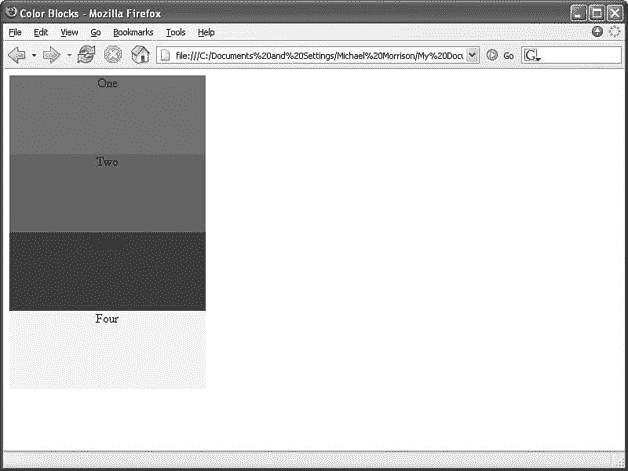 Color Blocks - Mozilla Firefox
File Edit View Go Bookmarks Tools Help
file:///C:/Documents%20and%20Settings/Michael%20Morrison/My%20Docu Go G
One
Two
Four